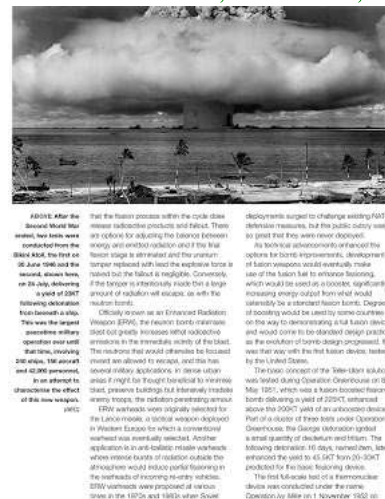 ABOVE: After the
Second World War
ended, two tests were
conducted from the
Bikini Atoll, the first on
30 June 1946 and the
second, shown here,
on 24 July, delivering
a yield of 23KT
following detonation
from beneath a ship.
This was the largest
peacetime military
operation ever until
that time, involving
240 ships, 156 aircraft
and 42,000 personnel,
in an attempt to
characterise the effect
of this new weapon.
that the fission process within the cycle does
release radioactive products and fallout. There
are options for adjusting the balance between
energy and emitted radiation and if the final
fission stage is eliminated and the uranium
tamper replaced with lead the explosive force is
halved but the fallout is negligible. Conversely,
if the tamper is intentionally made thin a large
amount of radiation will escape, as with the
neutron bomb.
Officially known as an Enhanced Radiation
Weapon (ERW), the neutron bomb minimises
blast but greatly increases lethal radioactive
emissions in the immediate vicinity of the blast.
The neutrons that would otherwise be focused
inward are allowed to escape, and this has
several military applications. In dense urban
areas it might be thought beneficial to minimise
blast, preserve buildings but intensively irradiate
enemy troops, the radiation penetrating armour.
ERW warheads were originally selected for
the Lance missile, a tactical weapon deployed
in Western Europe for which a conventional
warhead was eventually selected. Another
application is in anti-ballistic missile warheads
where intense bursts of radiation outside the
atmosphere would induce partial fissioning in
the warheads of incoming re-entry vehicles.
ERW warheads were proposed at various
times in the 1970s and 1980s when Soviet
deployments surged to challenge existing NATO
defensive measures, but the public outcry was
so great that they were never deployed.
As technical advancements enhanced the
options for bomb improvements, development
of fusion weapons would eventually make
use of the fusion fuel to enhance fissioning,
which would be used as a booster, significantly
increasing energy output from what would
ostensibly be a standard fission bomb. Degrees
of boosting would be used by some countries
on the way to demonstrating a full fusion device
and would come to be standard design practice
as the evolution of bomb design progressed. It
was that way with the first fusion device, tested
by the United States.
The basic concept of the Teller-Ulam solution
was tested during Operation Greenhouse on 8
May 1951, which was a fusion boosted fission
bomb delivering a yield of 225KT, enhanced
above the 200KT yield of an unboosted device.
Part of a cluster of three tests under Operation
Greenhouse, the George detonation ignited
a small quantity of deuterium and tritium. The
following detonation 16 days, named Item, later
enhanced the yield to 45.5KT from 20–30KT
predicted for the basic fissioning device.
The first full-scale test of a thermonuclear
device was conducted under the name
Operation Ivy Mike on 1 November 1952 to